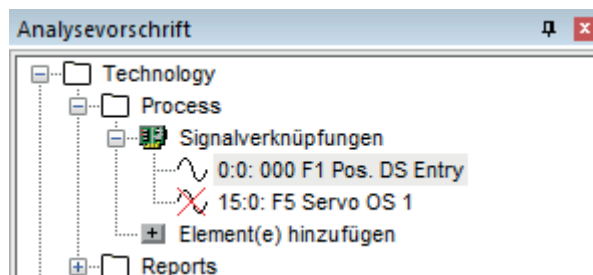 Analysevorschrift
Technology
Process
Signalverknüpfungen
0:0: 000 F1 Pos. DS Entry
15:0: F5 Servo OS 1
Element(e) hinzufügen
Reports